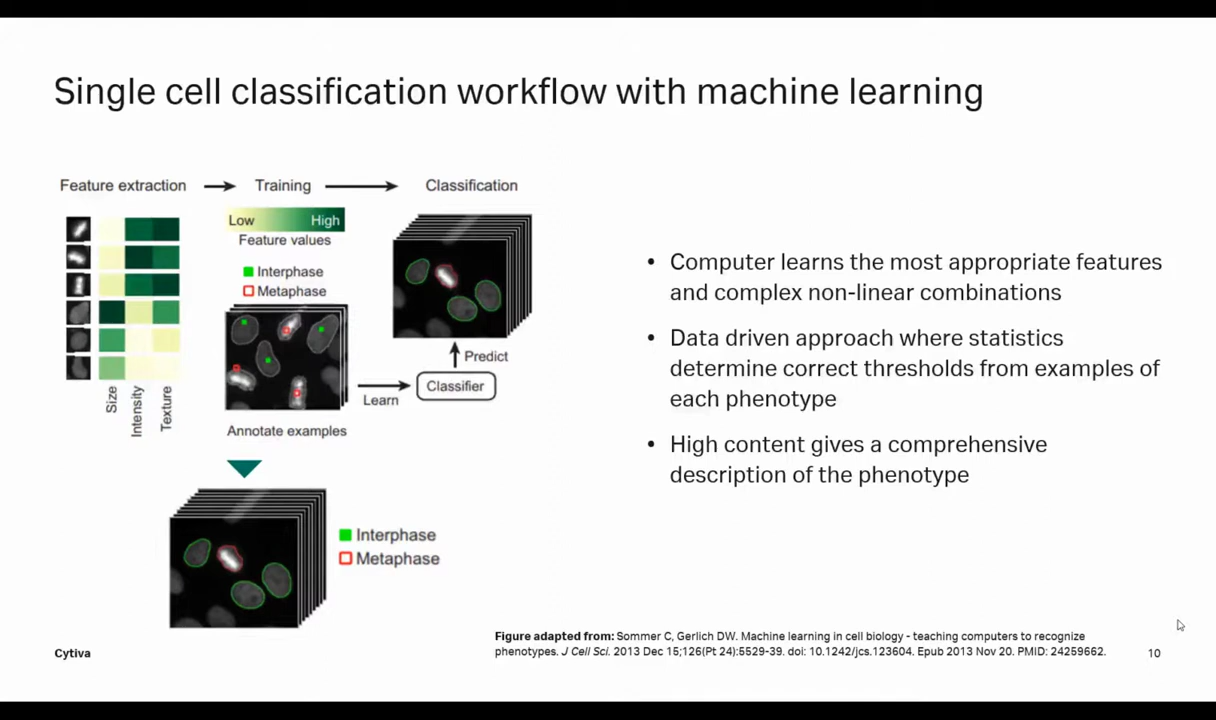 Single cell classification workflow with machine learning
Feature extraction
Training
Classification
Low
High
Feature values
Interphase
Metaphase
Size
Intensity
Texture
Learn
Classifier
Predict
Annotate examples
Interphase
Metaphase
• Computer learns the most appropriate features
and complex non-linear combinations
• Data driven approach where statistics
determine correct thresholds from examples of
each phenotype
• High content gives a comprehensive
description of the phenotype
Figure adapted from: Sommer C, Gerlich DW. Machine learning in cell biology - teaching computers to recognize
phenotypes. J Cell Sci. 2013 Dec 15;126(Pt 24):5529-39. doi: 10.1242/jcs.123604. Epub 2013 Nov 20. PMID: 24259662.
Cytiva
10